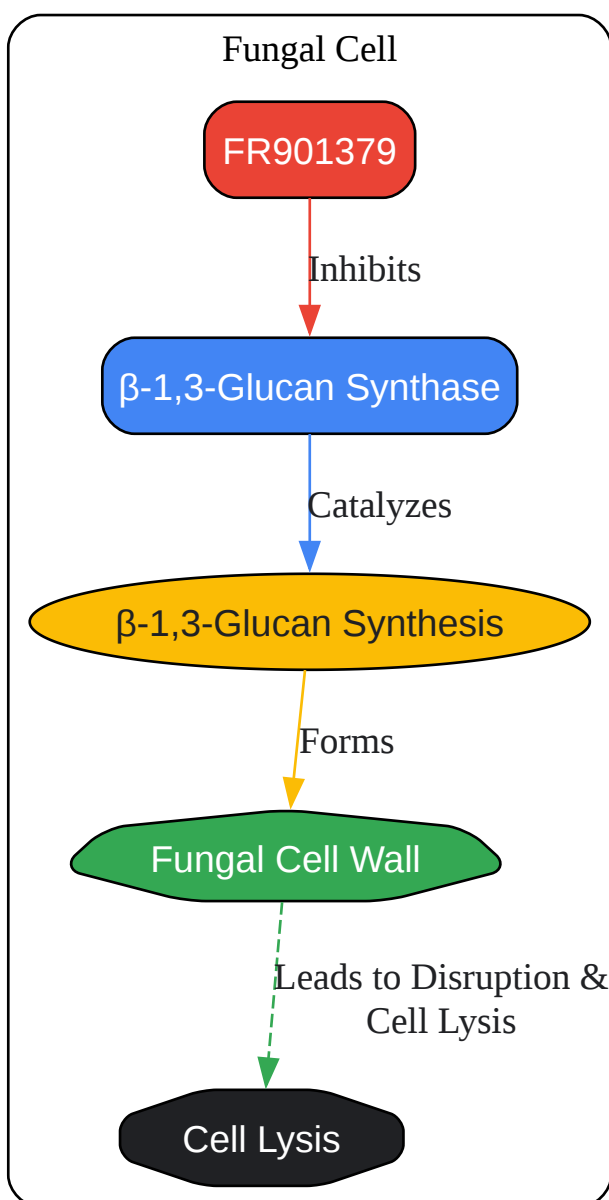 Fungal Cell
FR901379
Inhibits
β-1,3-Glucan Synthase
Catalyzes
β-1,3-Glucan Synthesis
Forms
Fungal Cell Wall
Leads to Disruption &
Cell Lysis
Cell Lysis